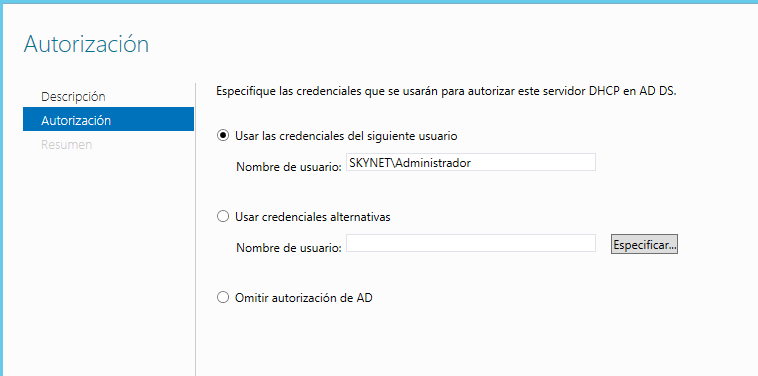 Autorización
Descripción
Autorización
Resumen
Especifique las credenciales que se usarán para autorizar este servidor DHCP en AD DS.
Usar las credenciales del siguiente usuario
Nombre de usuario: SKYNET\Administrador
Usar credenciales alternativas
Nombre de usuario: Especificar...
Omitir autorización de AD